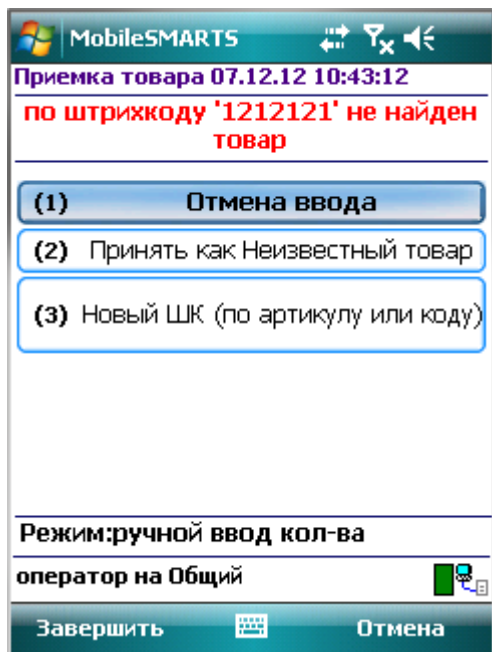 MobileSMARTS
Приемка товара 07.12.12 10:43:12
по штрихкоду '1212121' не найден
товар
(1) Отмена ввода
(2) Принять как Неизвестный товар
(3) Новый ШК (по артикулу или коду)
Режим:ручной ввод кол-ва
оператор на Общий
Завершить Отмена